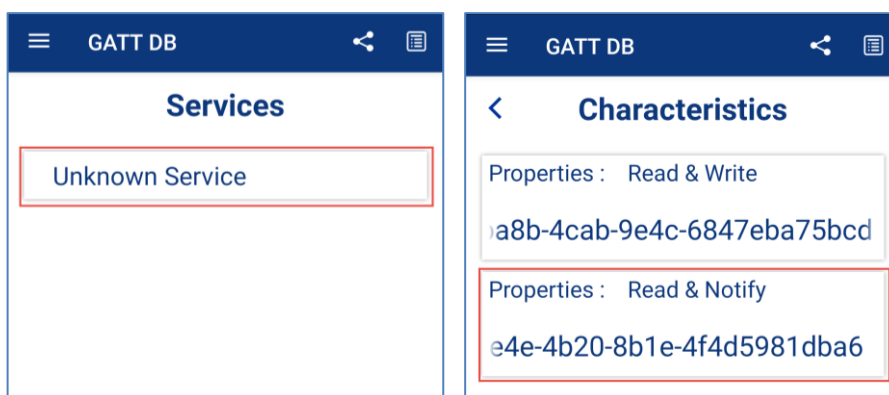 GATT DB
Services
Unknown Service
GATT DB
Characteristics
Properties : Read & Write
a8b-4cab-9e4c-6847eba75bcd
Properties : Read & Notify
e4e-4b20-8b1e-4f4d5981dba6